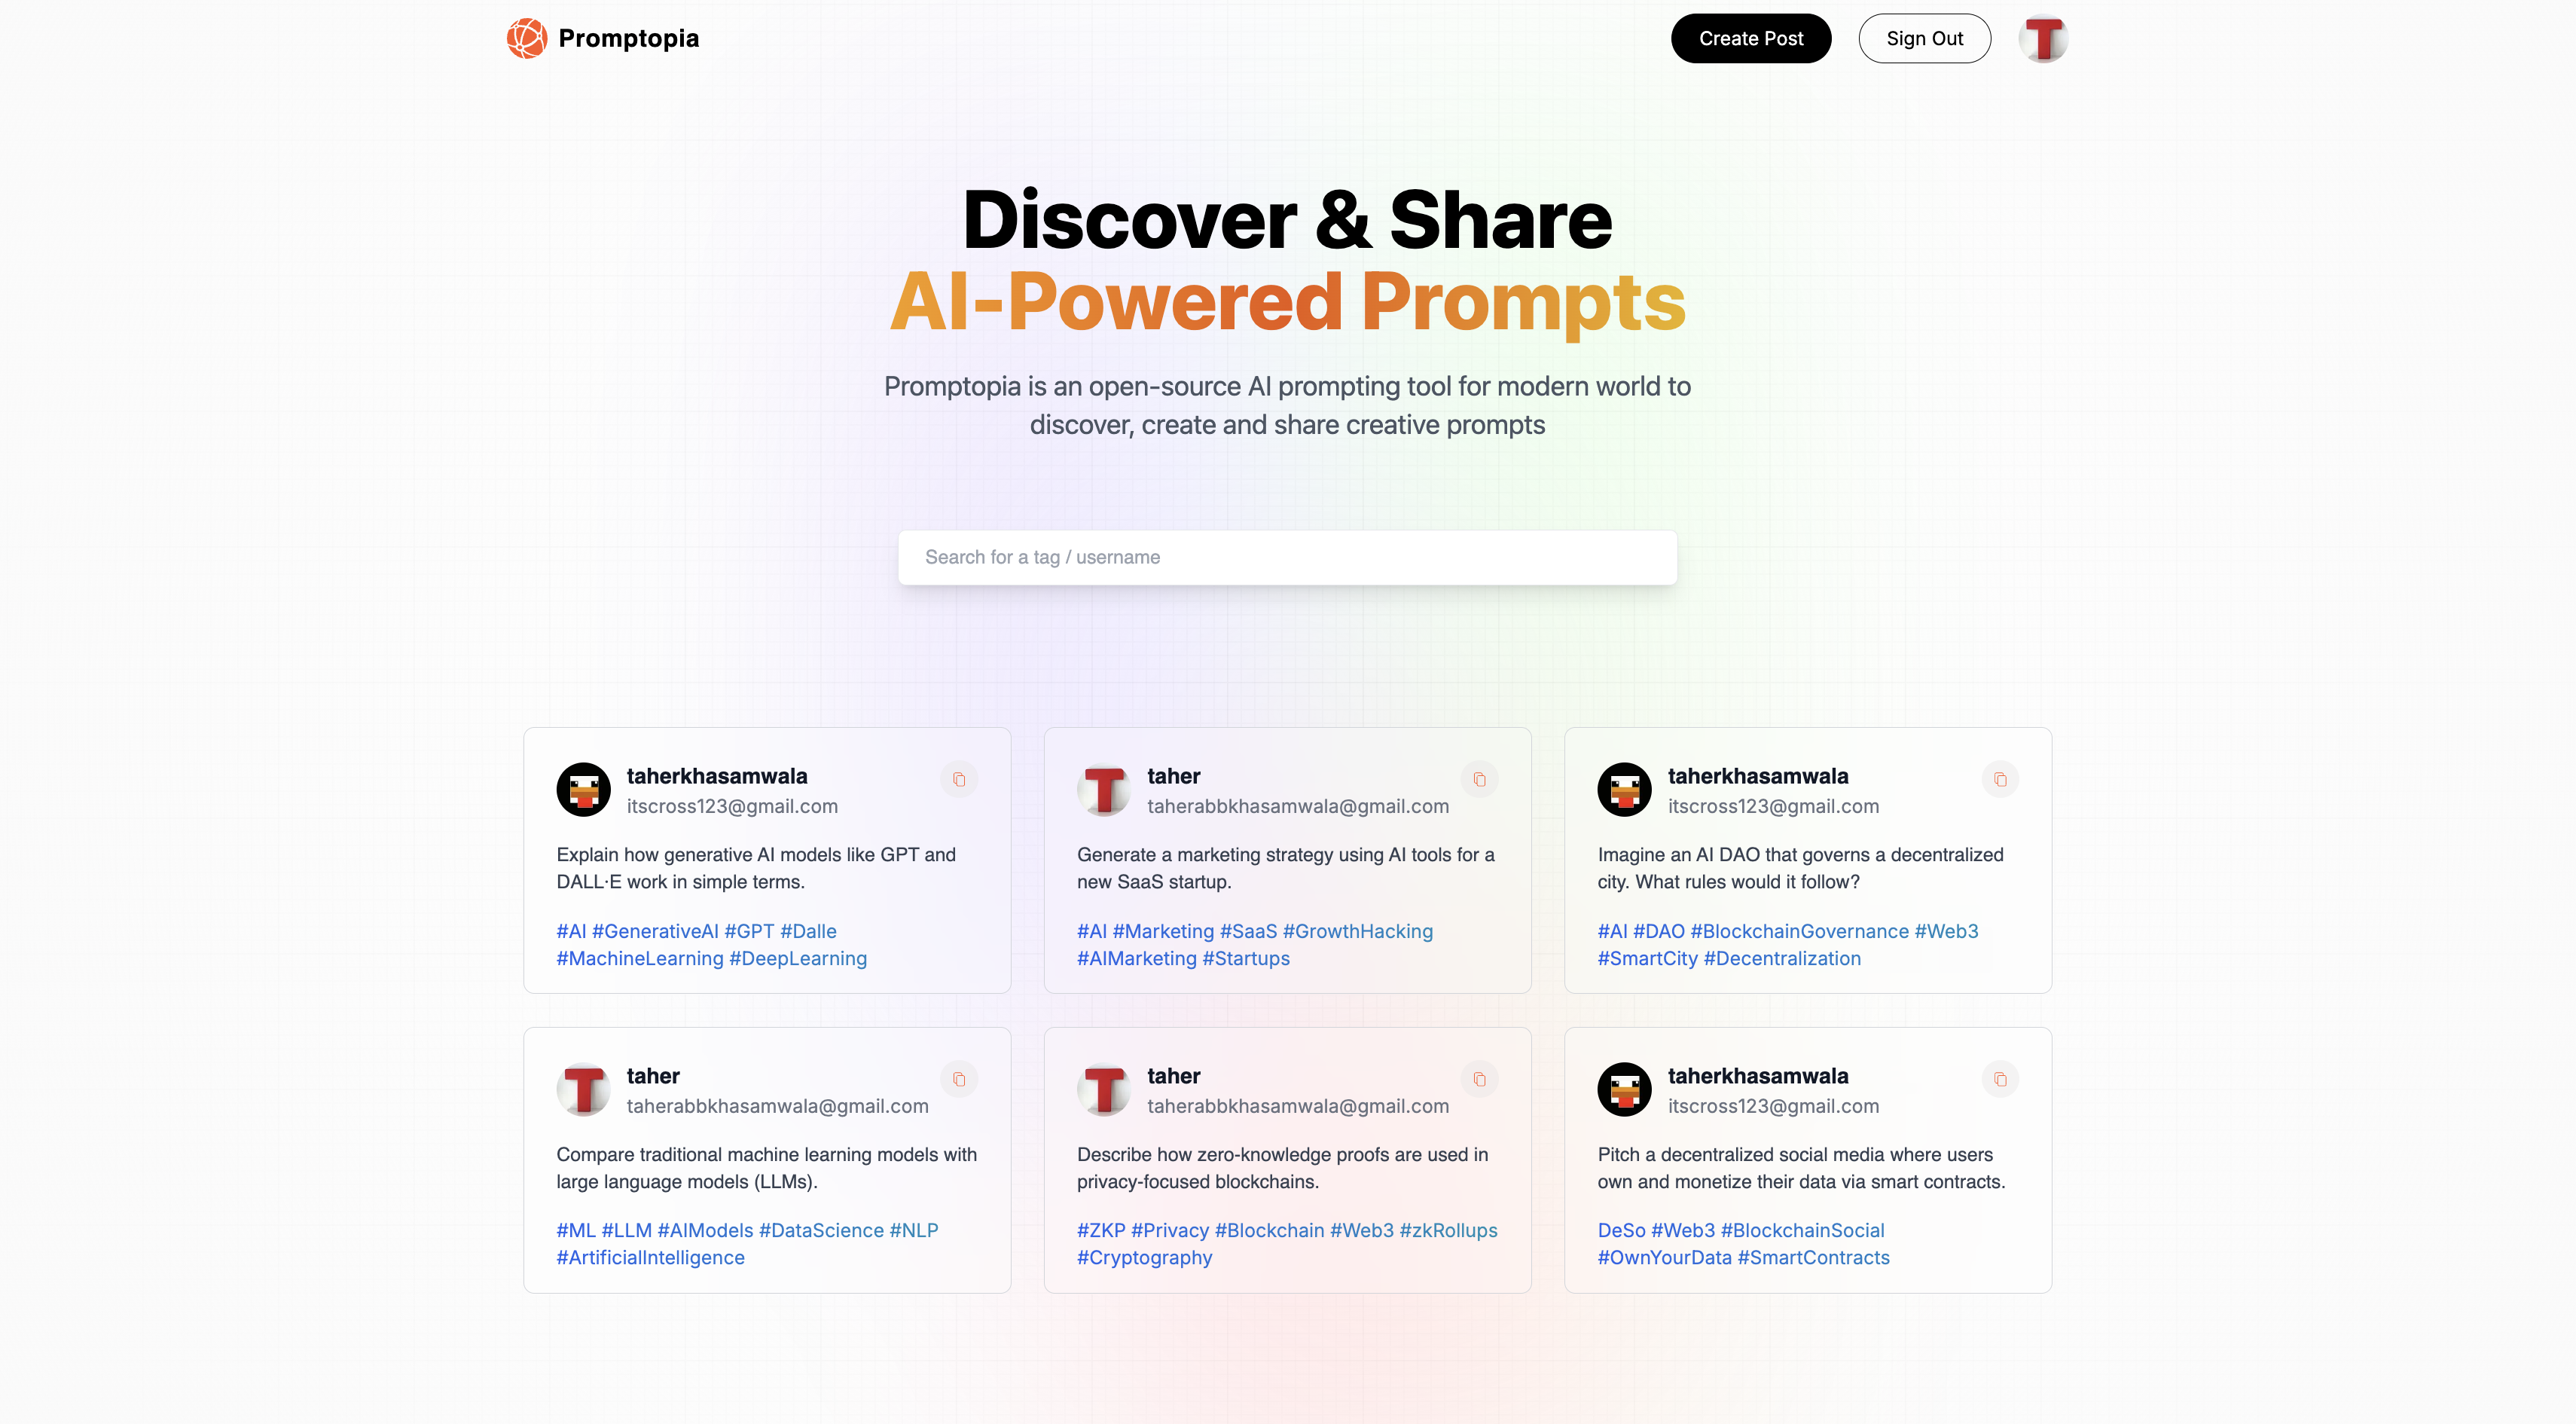 Promptopia
Create Post
Sign Out
Discover & Share
AI-Powered Prompts
Promptopia is an open-source AI prompting tool for modern world to
discover, create and share creative prompts
Search for a tag / username
taherkhasamwala
itscross123@gmail.com
Explain how generative AI models like GPT and
DALL·E work in simple terms.
#AI #GenerativeAI #GPT #Dalle
#MachineLearning #DeepLearning
taher
taherabbkhasamwala@gmail.com
Generate a marketing strategy using AI tools for a
new SaaS startup.
#AI #Marketing #SaaS #GrowthHacking
#AIMarketing #Startups
taherkhasamwala
itscross123@gmail.com
Imagine an AI DAO that governs a decentralized
city. What rules would it follow?
#AI #DAO #BlockchainGovernance #Web3
#SmartCity #Decentralization
taher
taherabbkhasamwala@gmail.com
Compare traditional machine learning models with
large language models (LLMs).
#ML #LLM #AIModels #DataScience #NLP
#ArtificialIntelligence
taher
taherabbkhasamwala@gmail.com
Describe how zero-knowledge proofs are used in
privacy-focused blockchains.
#ZKP #Privacy #Blockchain #Web3 #zkRollups
#Cryptography
taherkhasamwala
itscross123@gmail.com
Pitch a decentralized social media where users
own and monetize their data via smart contracts.
DeSo #Web3 #BlockchainSocial
#OwnYourData #SmartContracts